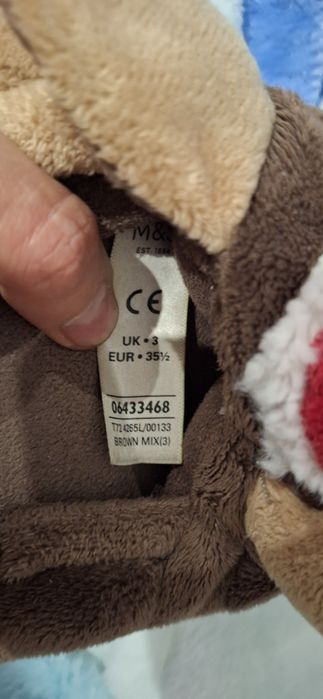 M&S
EST. 1884
CE
UK • 3
EUR • 35½
06433468
T72 4265L/00133
BROWN MIX(3)